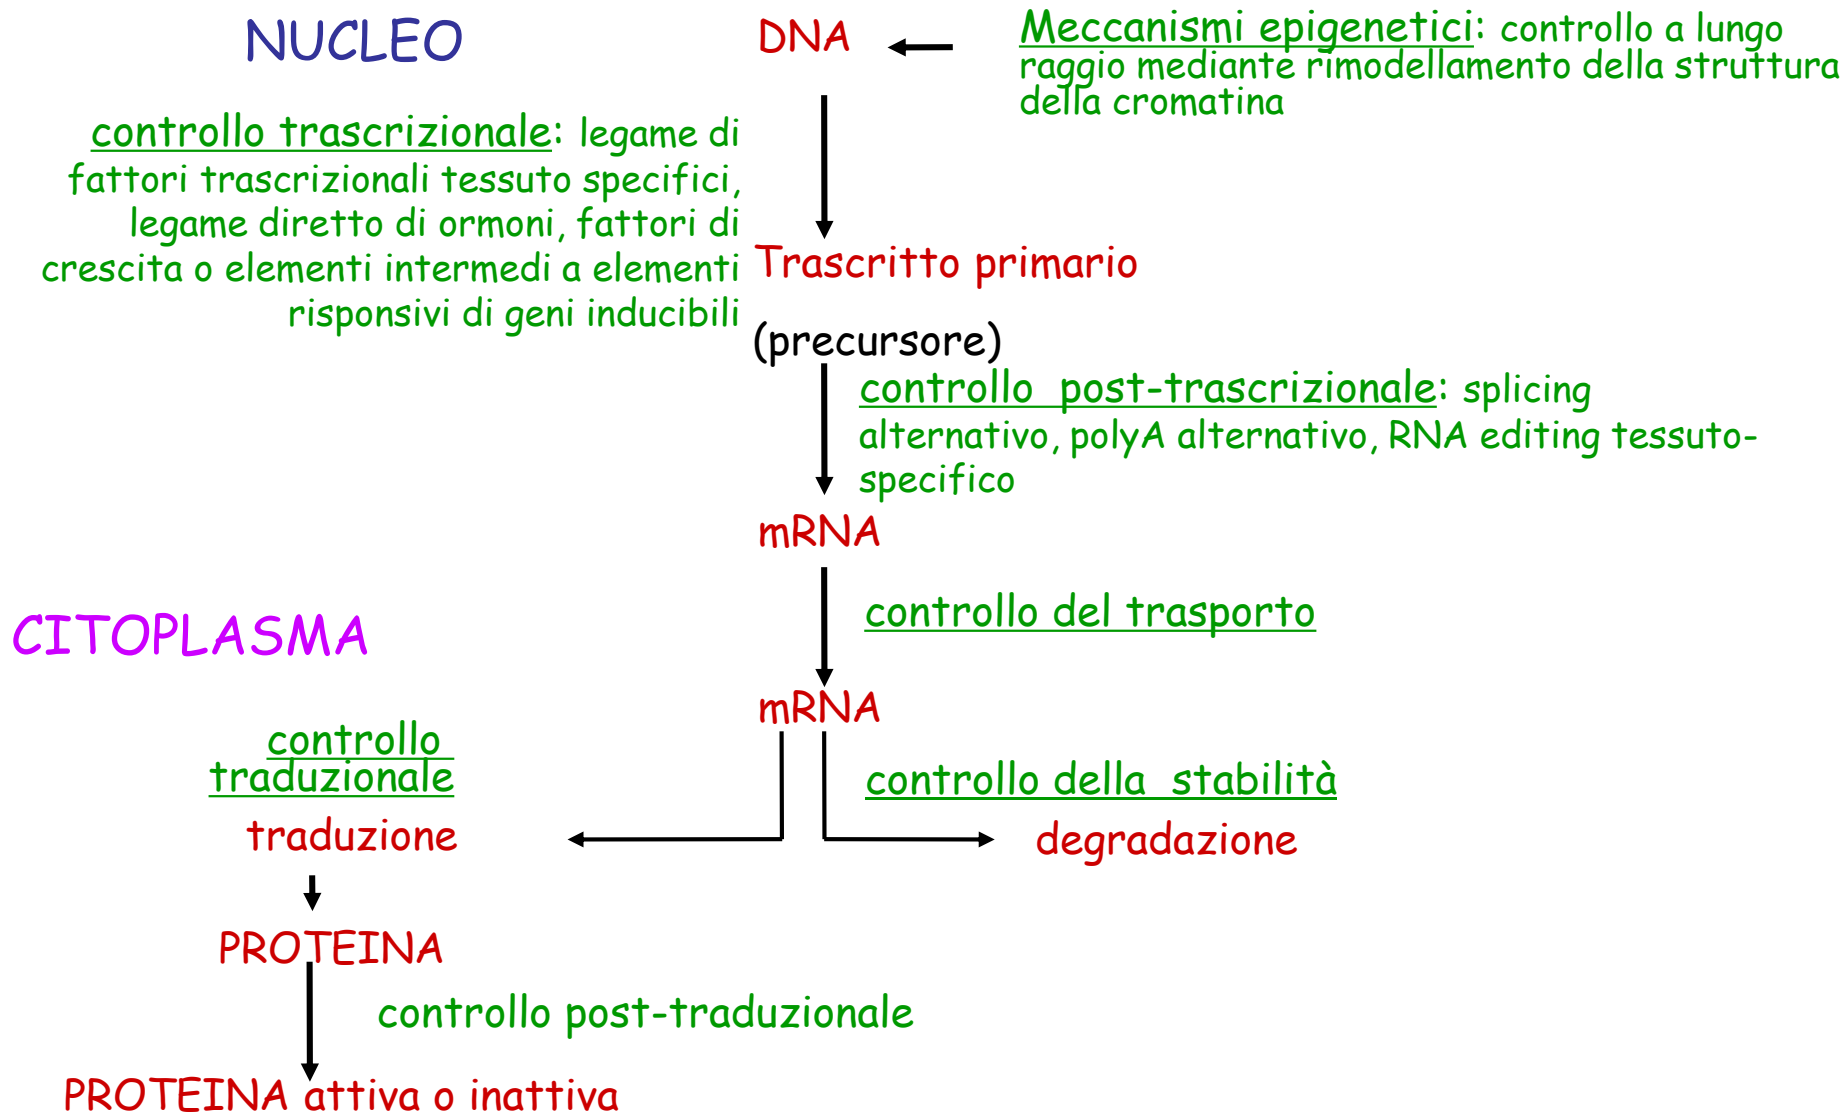 NUCLEO
DNA
Meccanismi epigenetici: controllo a lungo
raggio mediante rimodellamento della struttura
della cromatina
controllo trascrizionale: legame di
fattori trascrizionali tessuto specifici,
legame diretto di ormoni, fattori di
crescita o elementi intermedi a elementi
risponsivi di geni inducibili
Trascritto primario
(precursore)
controllo post-trascrizionale: splicing
alternativo, polyA alternativo, RNA editing tessuto-
specifico
mRNA
controllo del trasporto
CITOPLASMA
mRNA
controllo
traduzionale
controllo della stabilità
traduzione
degradazione
PROTEINA
controllo post-traduzionale
PROTEINA attiva o inattiva